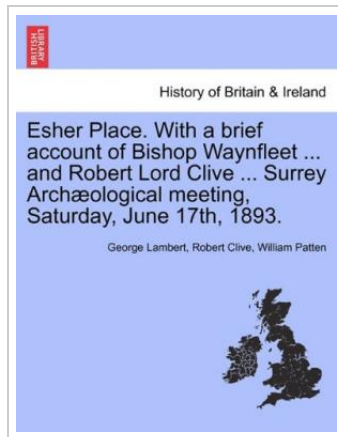 BRITISH
LIBRARY
History of Britain & Ireland
Esher Place. With a brief
account of Bishop Waynfleet ...
and Robert Lord Clive ... Surrey
Archæological meeting,
Saturday, June 17th, 1893.
George Lambert, Robert Clive, William Patten